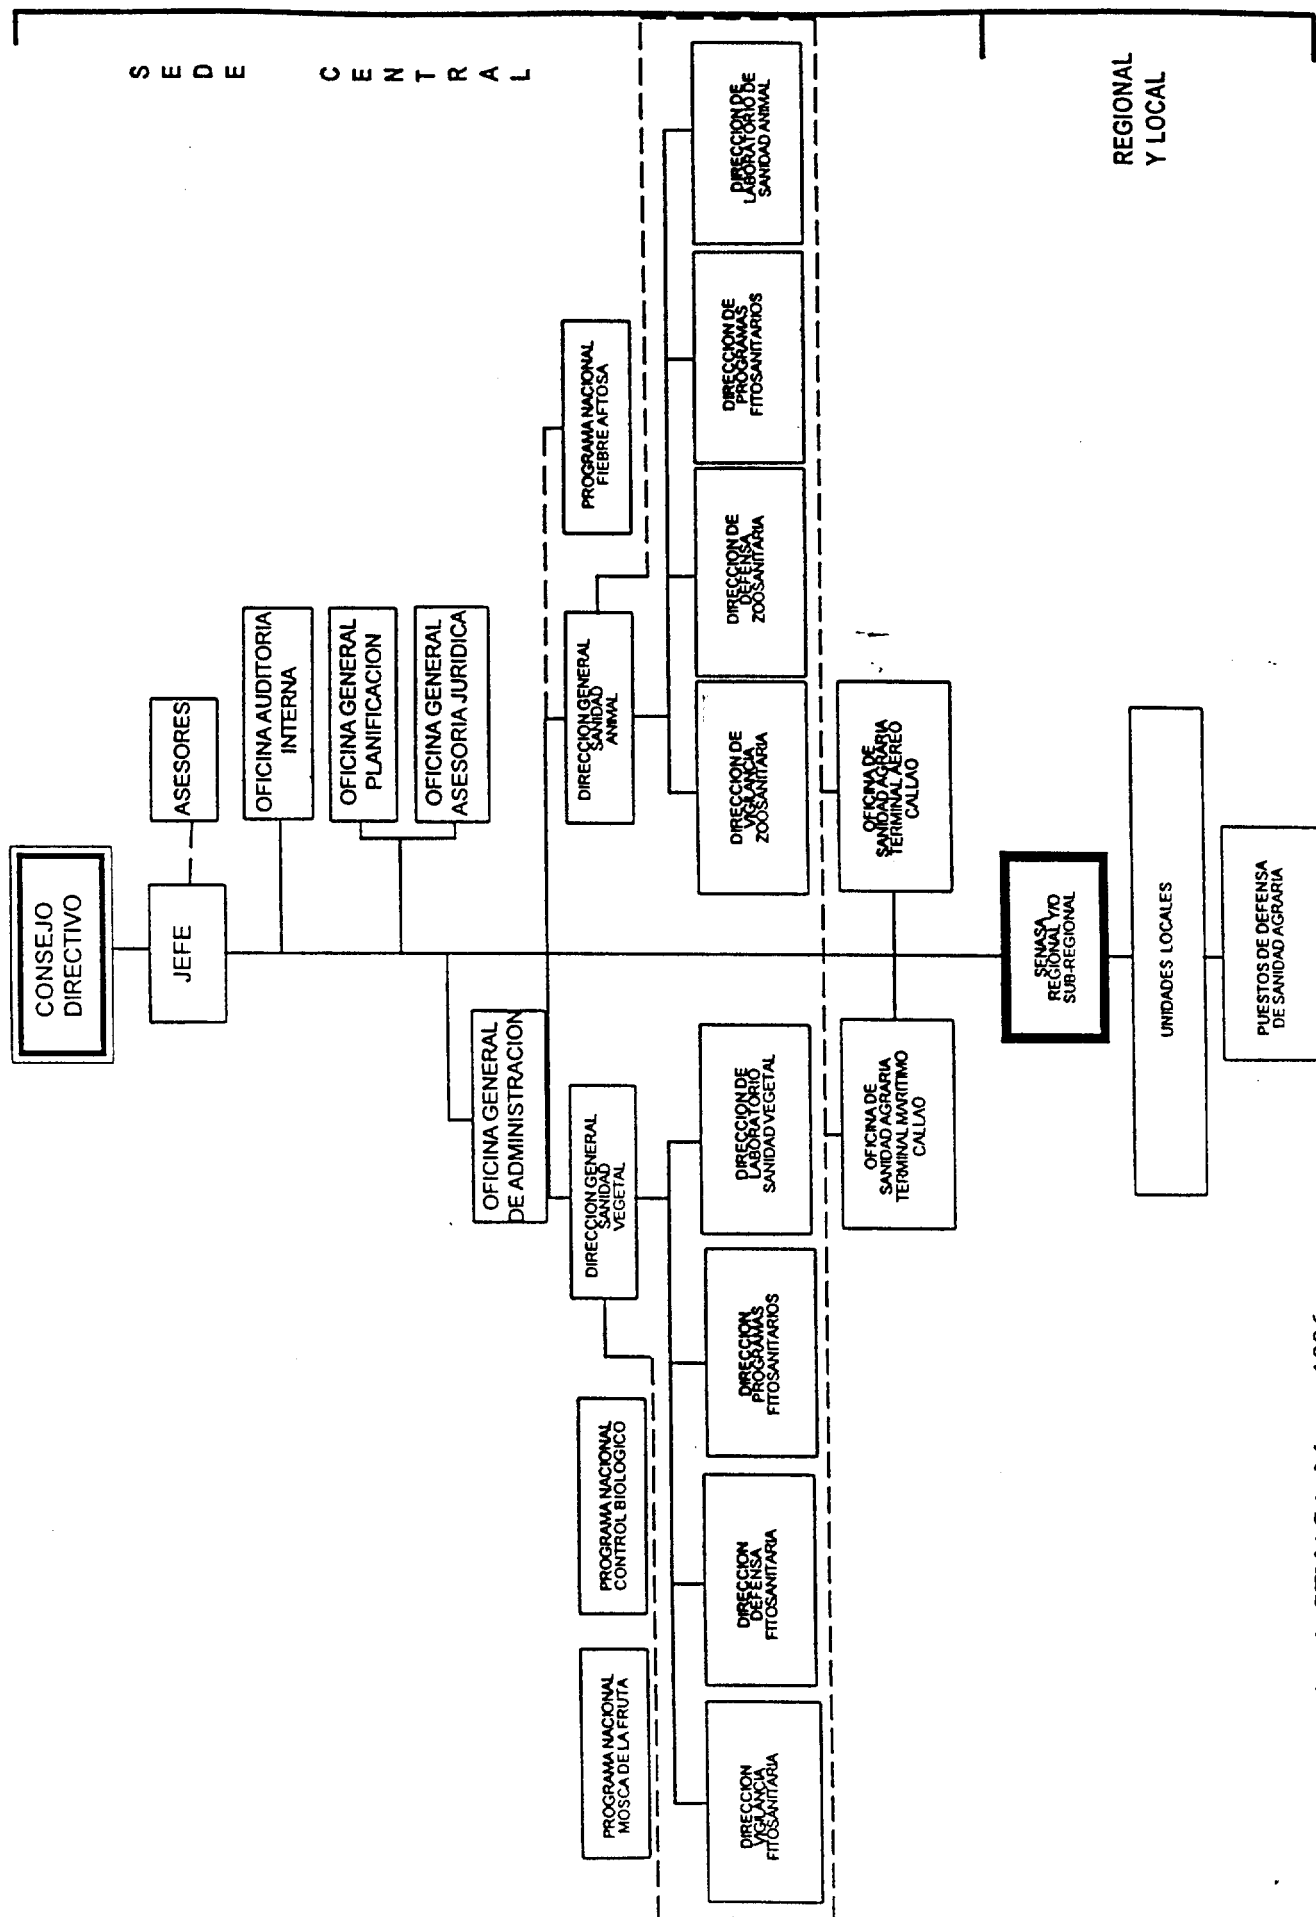 SEDE CENTRAL
REGIONAL
Y LOCAL
CONSEJO
DIRECTIVO
JEFE
ASESORES
OFICINA AUDITORIA
INTERNA
OFICINA GENERAL
PLANIFICACION
OFICINA GENERAL
ASESORIA JURIDICA
OFICINA GENERAL
DE ADMINISTRACION
DIRECCION GENERAL
SANIDAD
VEGETAL
DIRECCION GENERAL
SANIDAD
ANIMAL
PROGRAMA NACIONAL
MOSCA DE LA FRUTA
PROGRAMA NACIONAL
CONTROL BIOLOGICO
PROGRAMA NACIONAL
FIEBRE AFTOSA
DIRECCION
VIGILANCIA
FITOSANITARIA
DIRECCION
DEFENSA
FITOSANITARIA
DIRECCION
PROGRAMAS
FITOSANITARIOS
DIRECCION DE
LABORATORIO
SANIDAD VEGETAL
DIRECCION DE
VIGILANCIA
ZOOSANITARIA
DIRECCION DE
DEFENSA
ZOOSANITARIA
DIRECCION DE
PROGRAMAS
FITOSANITARIOS
DIRECCION DE
LABORATORIO DE
SANIDAD ANIMAL
OFICINA DE
SANIDAD AGRARIA
TERMINAL MARITIMO
CALLAO
OFICINA DE
SANIDAD AGRARIA
TERMINAL AEREO
CALLAO
SENASA
REGIONAL Y/O
SUB-REGIONAL
UNIDADES LOCALES
PUESTOS DE DEFENSA
DE SANIDAD AGRARIA